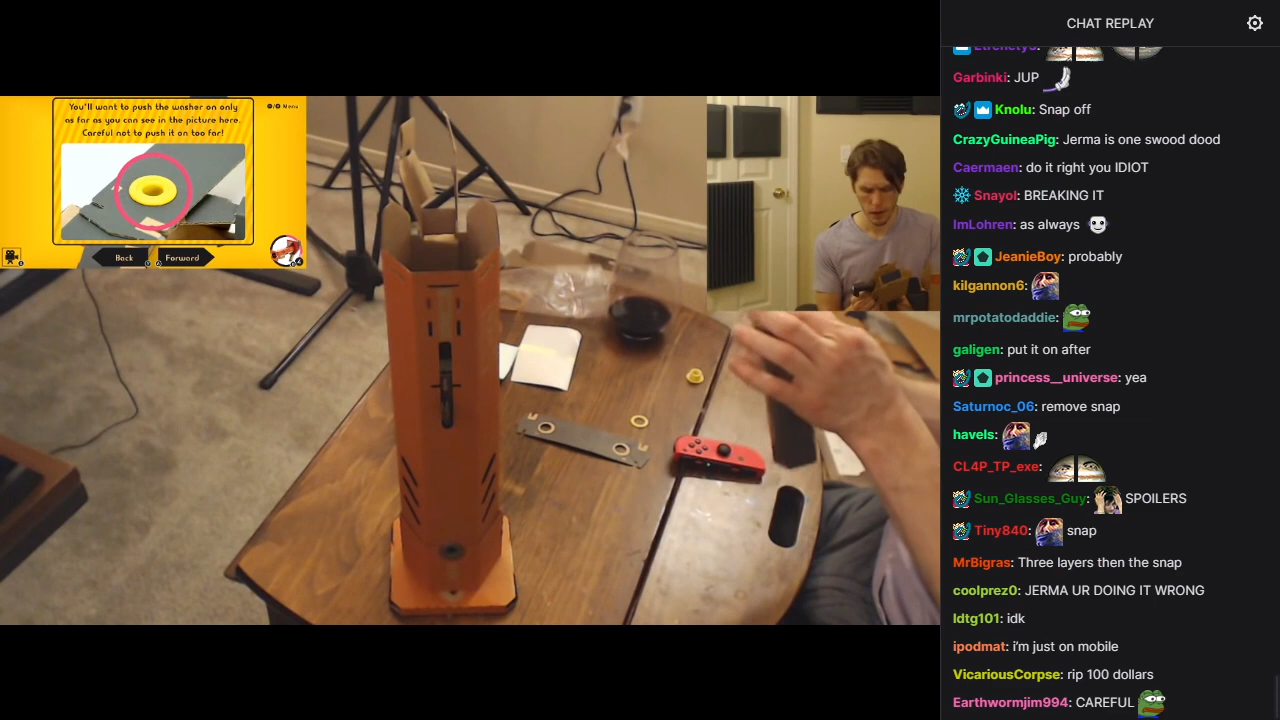 You'll want to push the washer on only
as far as you can see in the picture here.
Careful not to push it on too far!
Menu
Back
Forward
CHAT REPLAY
Garbinki: JUP
Knolu: Snap off
CrazyGuineaPig: Jerma is one swood dood
Caermaen: do it right you IDIOT
Snayol: BREAKING IT
ImLohren: as always
JeanieBoy: probably
kilgannon6:
mrpotatodaddie:
galigen: put it on after
princess__universe: yea
Saturnoc_06: remove snap
havels:
CL4P_TP_exe:
Sun_Glasses_Guy: SPOILERS
Tiny840: snap
MrBigras: Three layers then the snap
coolprez0: JERMA UR DOING IT WRONG
ldtg101: idk
ipodmat: i'm just on mobile
VicariousCorpse: rip 100 dollars
Earthwormjim994: CAREFUL